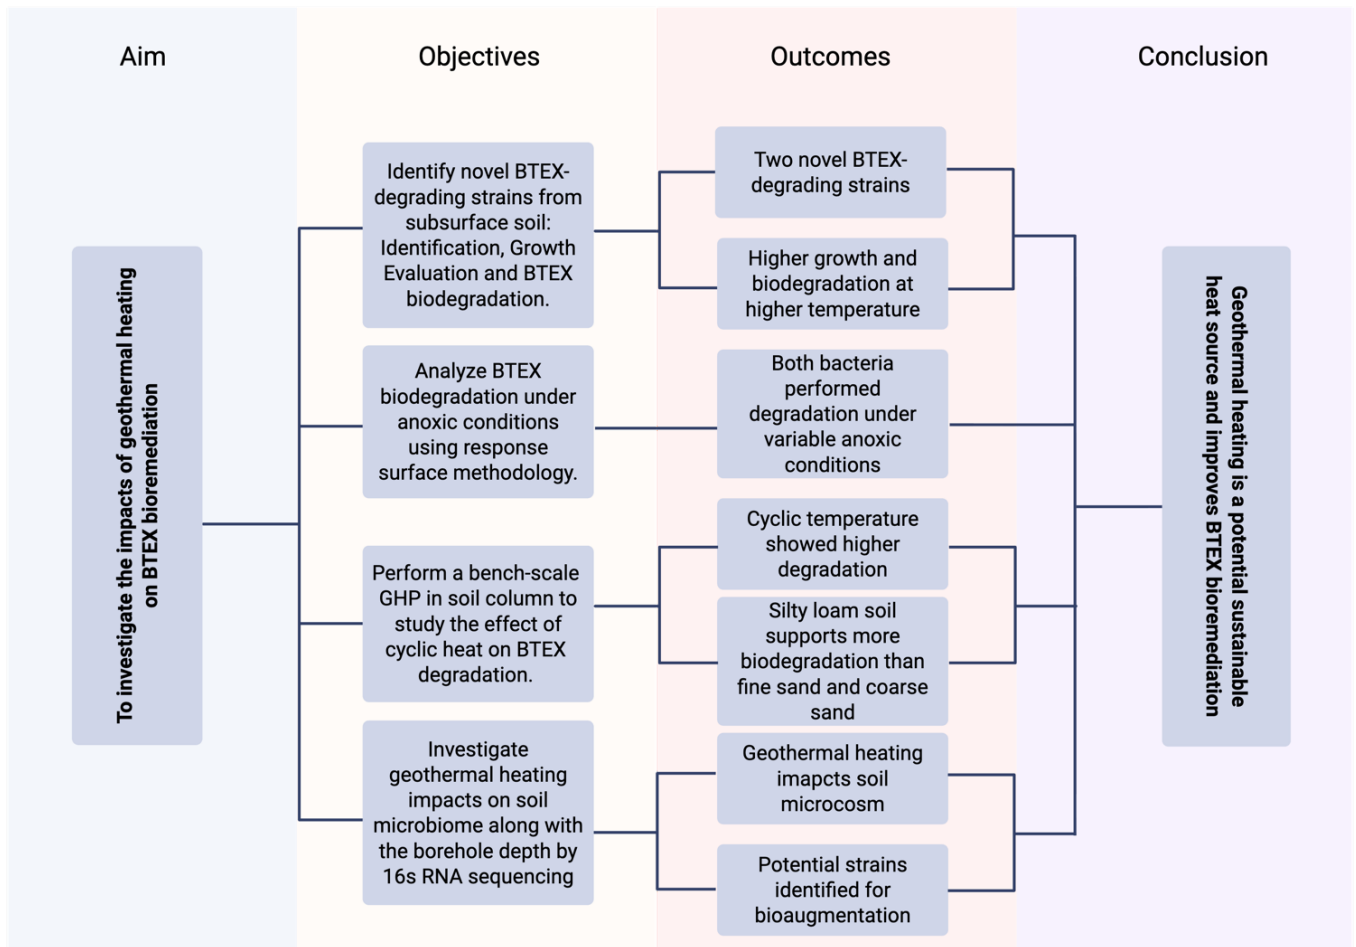 Aim
Objectives
Outcomes
Conclusion
To investigate the impacts of geothermal heating
on BTEX bioremediation
Identify novel BTEX-
degrading strains from
subsurface soil:
Identification, Growth
Evaluation and BTEX
biodegradation.
Analyze BTEX
biodegradation under
anoxic conditions
using response
surface methodology.
Perform a bench-scale
GHP in soil column to
study the effect of
cyclic heat on BTEX
degradation.
Investigate
geothermal heating
impacts on soil
microbiome along with
the borehole depth by
16s RNA sequencing
Two novel BTEX-
degrading strains
Higher growth and
biodegradation at
higher temperature
Both bacteria
performed
degradation under
variable anoxic
conditions
Cyclic temperature
showed higher
degradation
Silty loam soil
supports more
biodegradation than
fine sand and coarse
sand
Geothermal heating
imapcts soil
microcosm
Potential strains
identified for
bioaugmentation
Geothermal heating is a potential sustainable
heat source and improves BTEX bioremediation